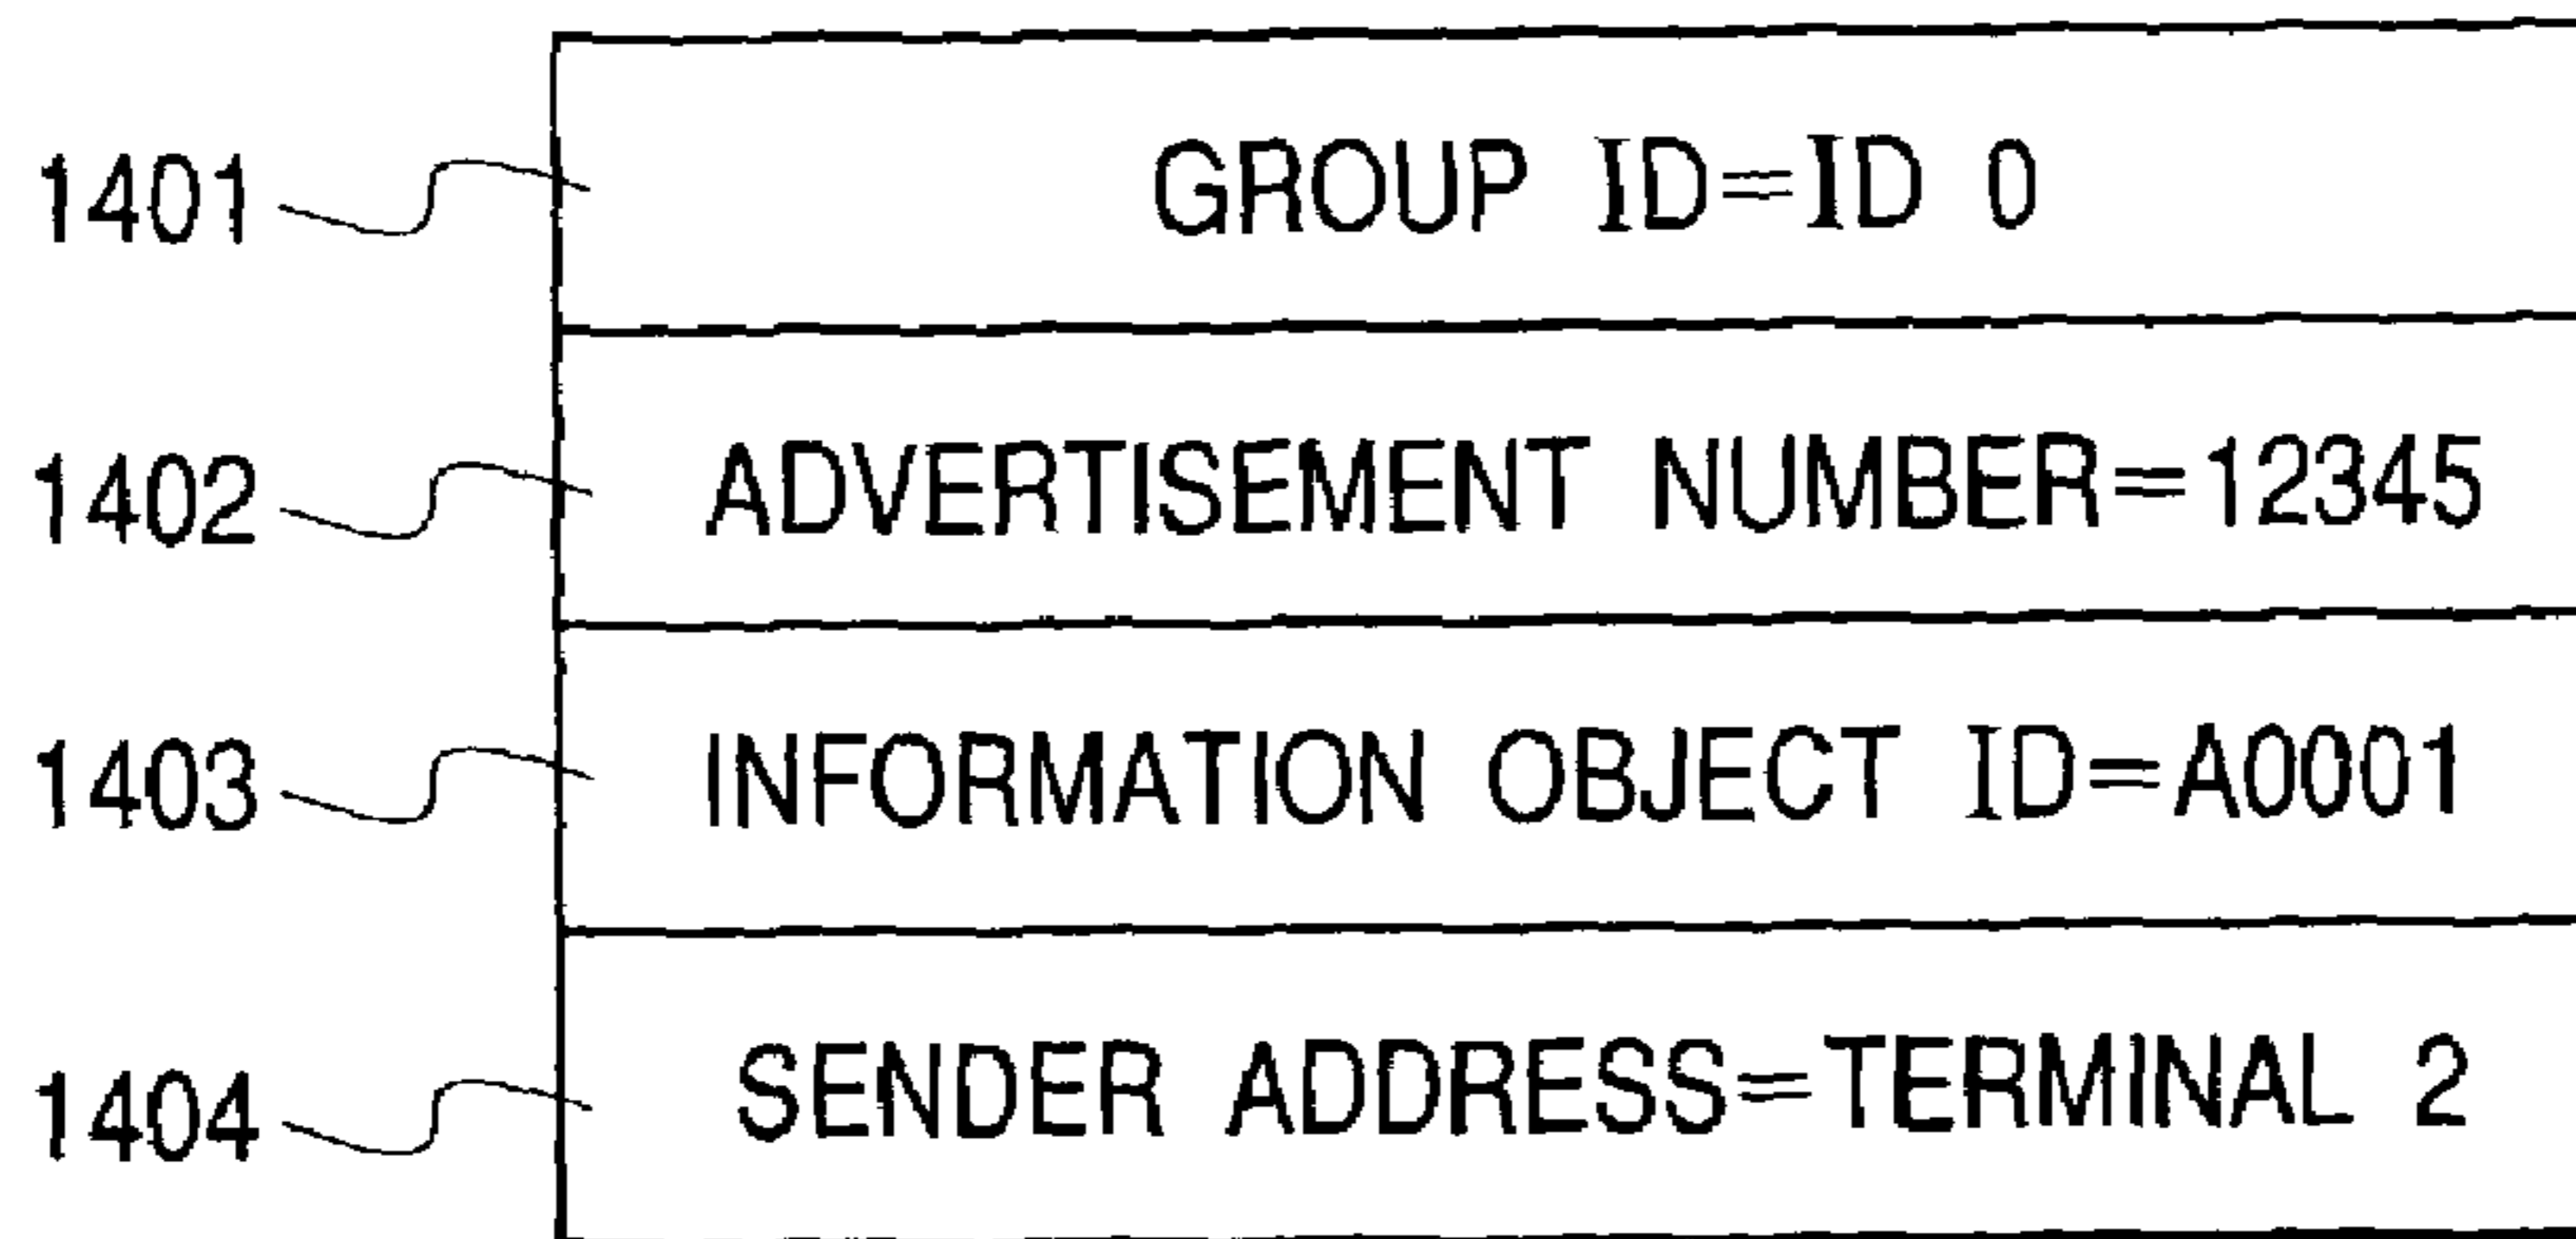 1401 GROUP ID=ID 0
1402 ADVERTISEMENT NUMBER=12345
1403 INFORMATION OBJECT ID=A0001
1404 SENDER ADDRESS=TERMINAL 2